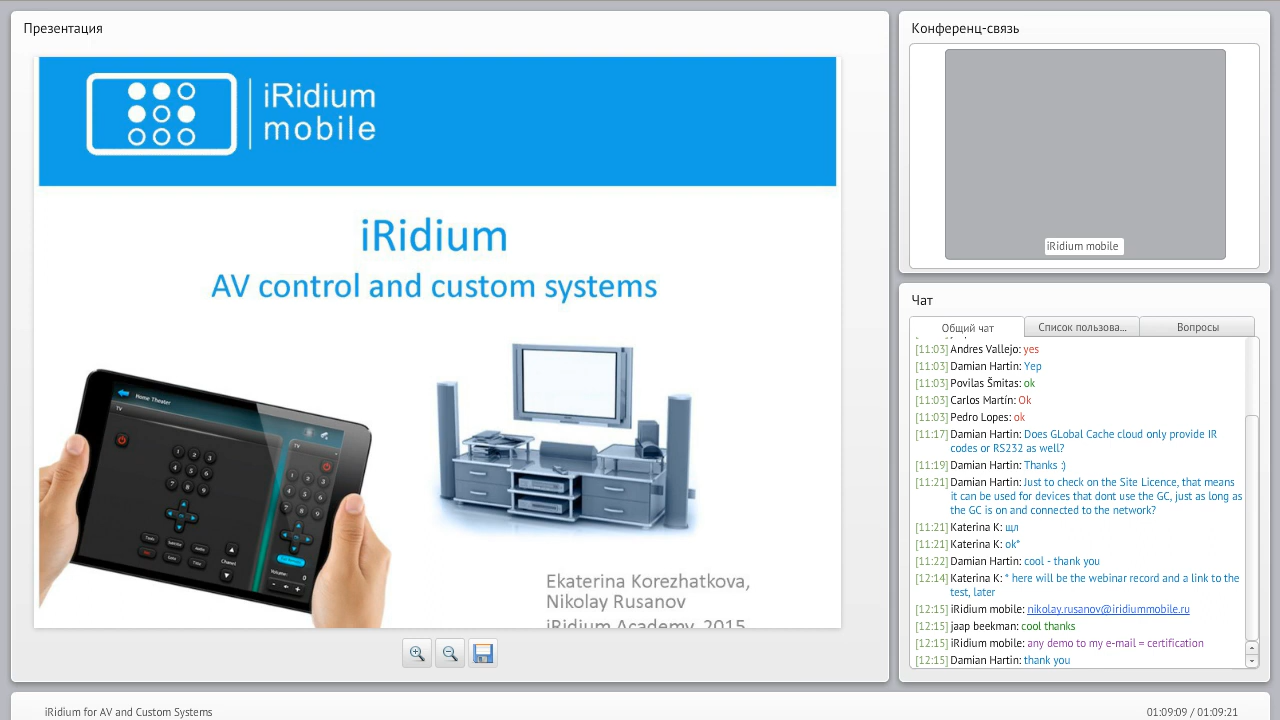 Презентация
iRidium
mobile
iRidium
AV control and custom systems
Home Theater
TV
TV
Channel
Volume:
Ekaterina Korezhatkova,
Nikolay Rusanov
iRidium Academy, 2015
Конференц-связь
iRidium mobile
Чат
Общий чат
Список пользова...
Вопросы
[11:03] Andres Vallejo: yes
[11:03] Damian Hartin: Yep
[11:03] Povilas Šmitas: ok
[11:03] Carlos Martín: Ok
[11:03] Pedro Lopes: ok
[11:17] Damian Hartin: Does GLobal Cache cloud only provide IR
codes or RS232 as well?
[11:19] Damian Hartin: Thanks :)
[11:21] Damian Hartin: Just to check on the Site Licence, that means
it can be used for devices that dont use the GC, just as long as
the GC is on and connected to the network?
[11:21] Katerina K: щл
[11:21] Katerina K: ok*
[11:22] Damian Hartin: cool - thank you
[12:14] Katerina K: * here will be the webinar record and a link to the
test, later
[12:15] iRidium mobile: nikolay.rusanov@iridiummobile.ru
[12:15] jaap beekman: cool thanks
[12:15] iRidium mobile: any demo to my e-mail = certification
[12:15] Damian Hartin: thank you
iRidium for AV and Custom Systems
01:09:09 / 01:09:21